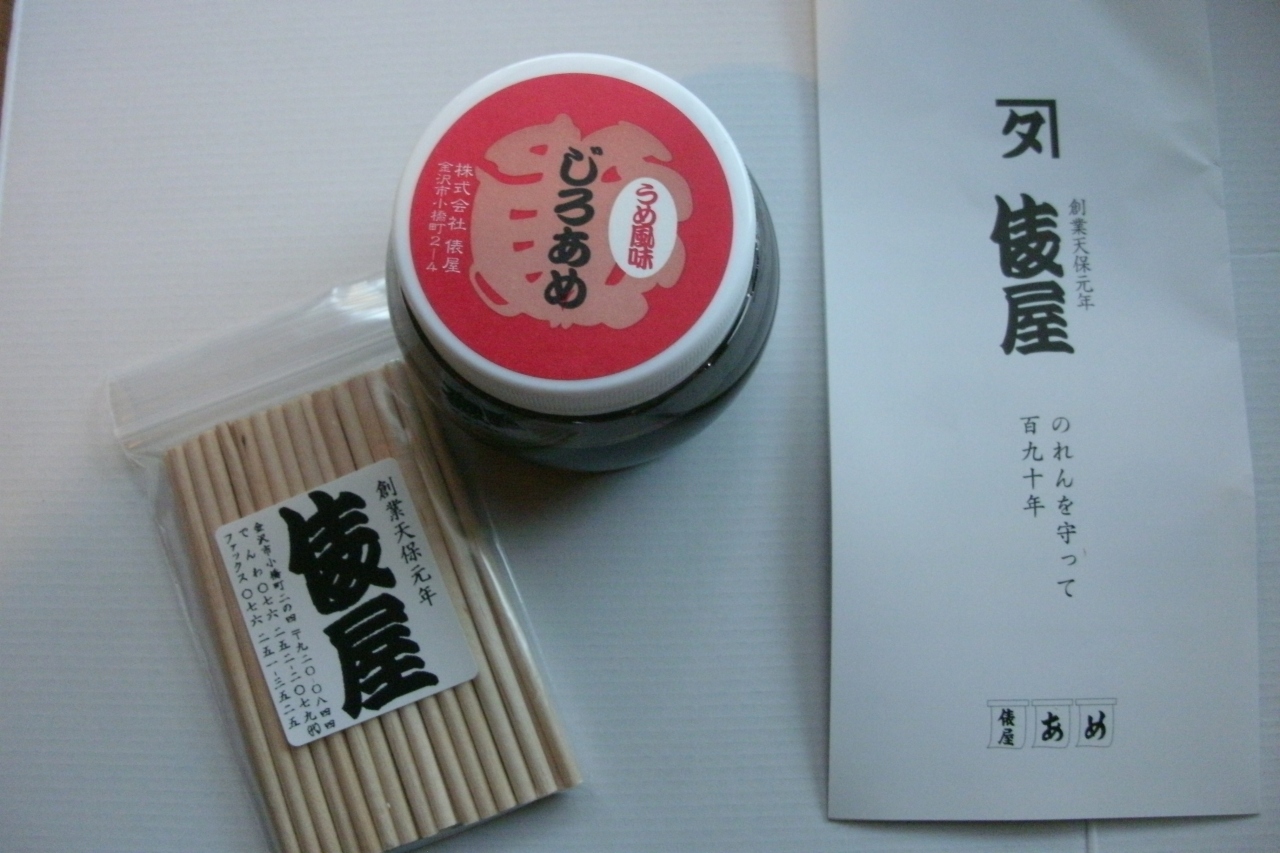 うめ風味
じろあめ
株式会社 俵屋
金沢市小橋町2-4
創業天保元年
俵屋
金沢市小橋町二の四 〒九二〇-〇八四四
でんわ〇七六 二五二-二〇七九㈹
ファックス〇七六 二五一-三五二五
タ
創業天保元年
俵屋
のれんを守って
百九十年
俵屋
あめ